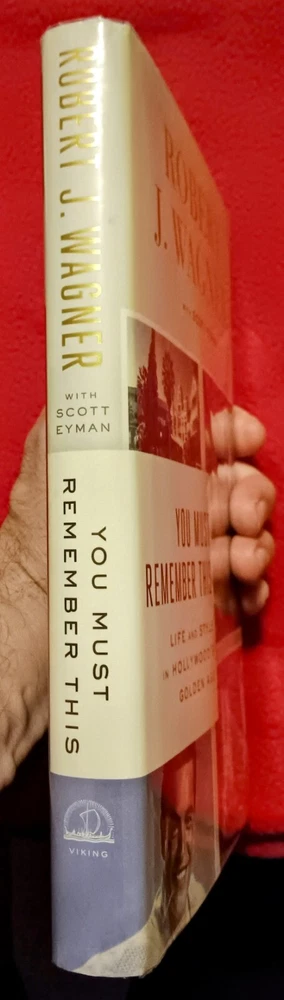 ROBERT J. WAGNER
WITH
SCOTT
EYMAN
YOU MUST
REMEMBER THIS
VIKING
ROBERT
J. WAGNER
YOU MUST
REMEMBER THIS
LIFE AND STYLE
IN HOLLYWOOD'S
GOLDEN AGE